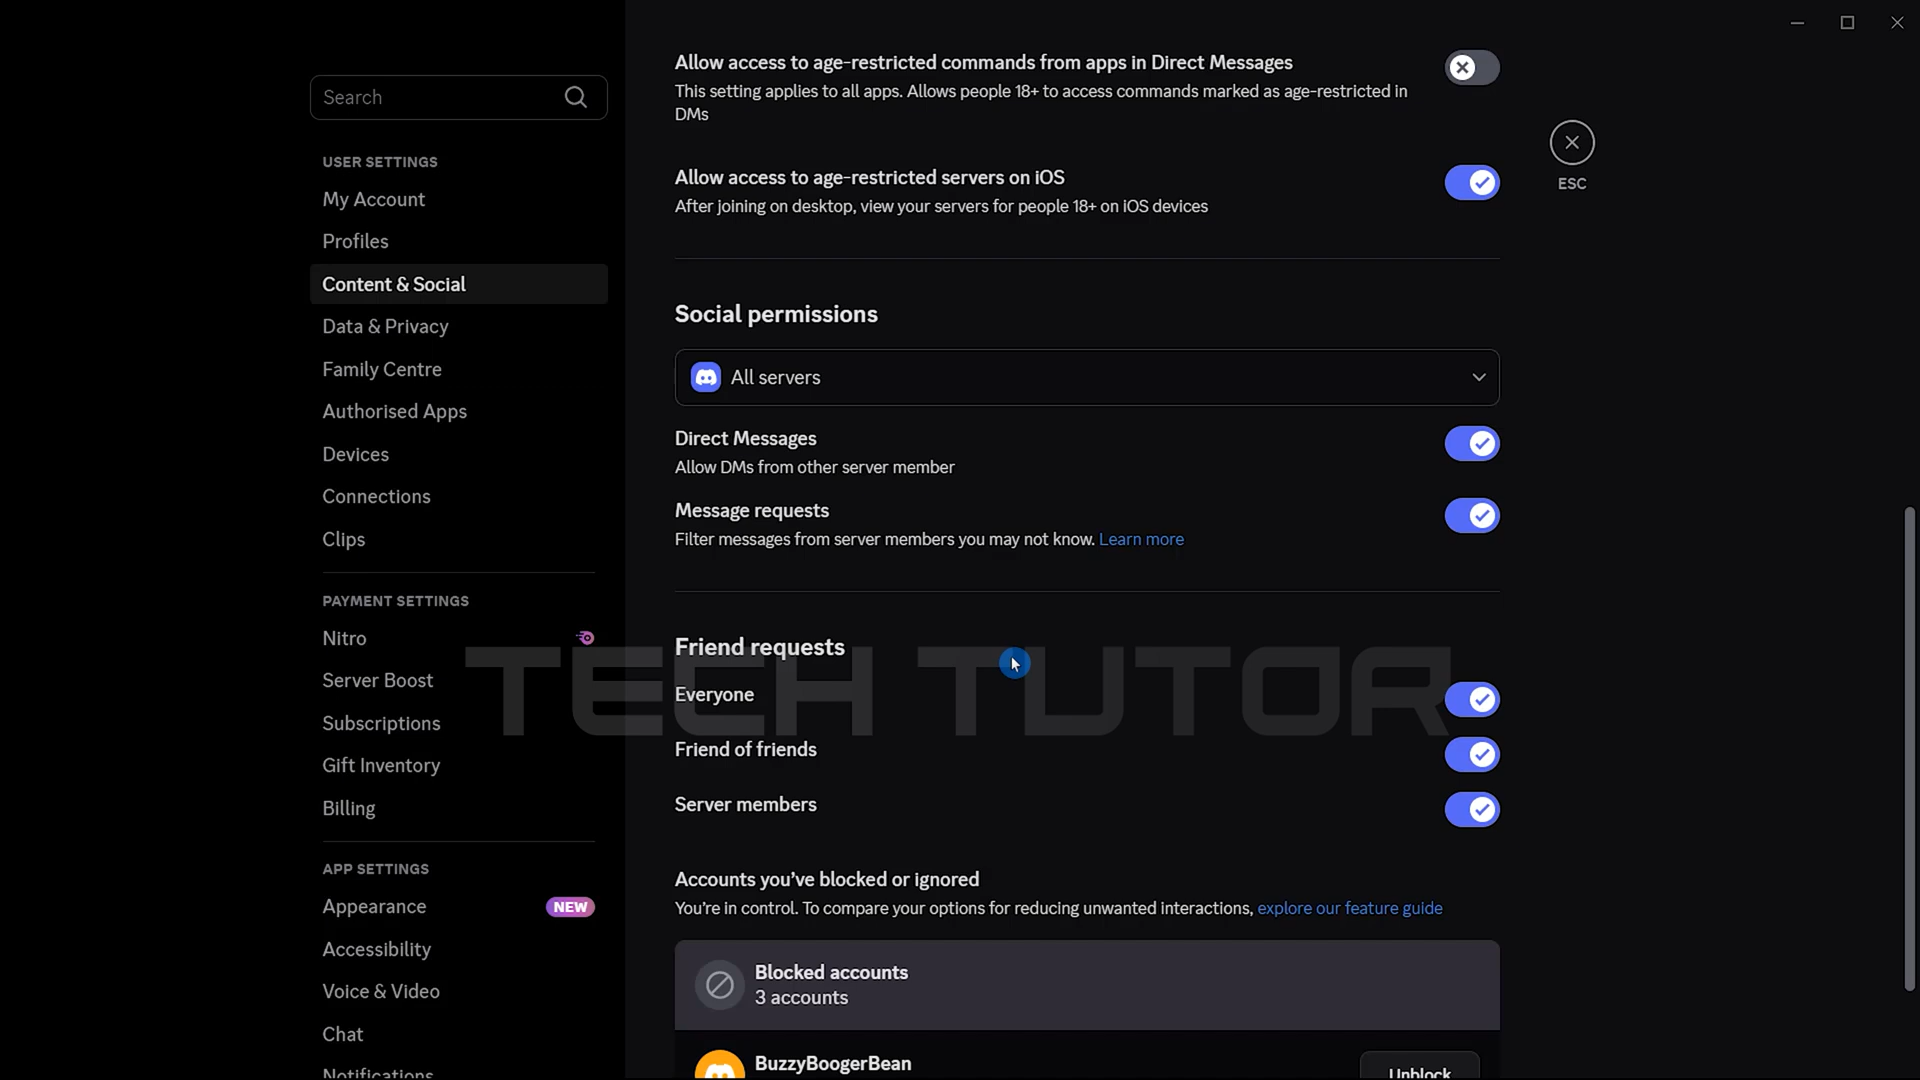 Search
USER SETTINGS
My Account
Profiles
Content & Social
Data & Privacy
Family Centre
Authorised Apps
Devices
Connections
Clips
PAYMENT SETTINGS
Nitro
Server Boost
Subscriptions
Gift Inventory
Billing
APP SETTINGS
Appearance
NEW
Accessibility
Voice & Video
Chat
Notifications
Allow access to age-restricted commands from apps in Direct Messages
This setting applies to all apps. Allows people 18+ to access commands marked as age-restricted in
DMs
Allow access to age-restricted servers on iOS
After joining on desktop, view your servers for people 18+ on iOS devices
ESC
Social permissions
All servers
Direct Messages
Allow DMs from other server member
Message requests
Filter messages from server members you may not know. Learn more
Friend requests
TECH TUTOR
Everyone
Friend of friends
Server members
Accounts you’ve blocked or ignored
You’re in control. To compare your options for reducing unwanted interactions, explore our feature guide
Blocked accounts
3 accounts
BuzzyBoogerBean
Unblock